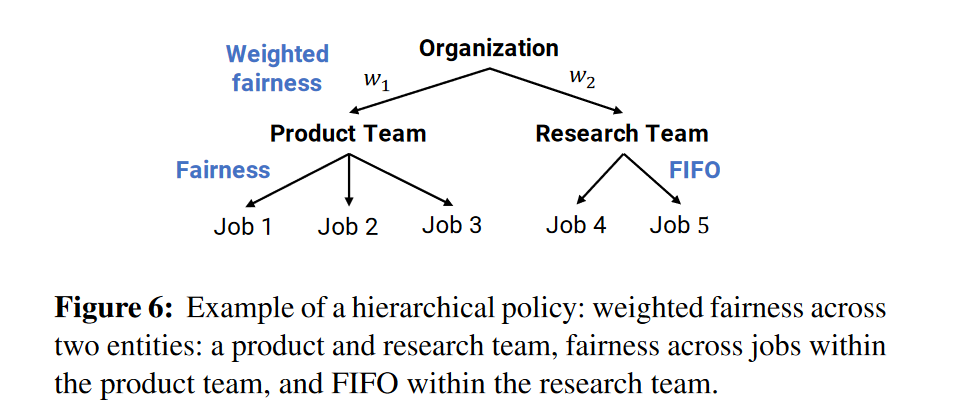 Organization
Weighted
fairness
w₁
w₂
Product Team
Research Team
Fairness
FIFO
Job 1
Job 2
Job 3
Job 4
Job 5
Figure 6: Example of a hierarchical policy: weighted fairness across
two entities: a product and research team, fairness across jobs within
the product team, and FIFO within the research team.